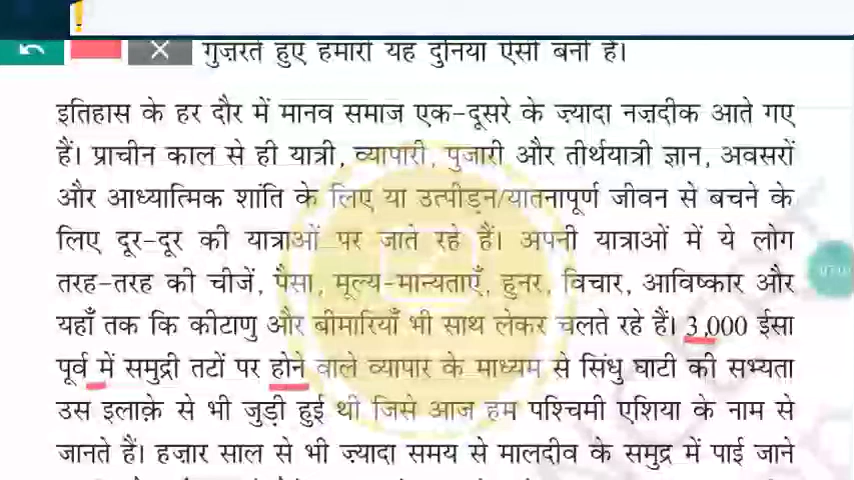 गुज़रते हुए हमारी यह दुनिया ऐसी बनी है।
इतिहास के हर दौर में मानव समाज एक-दूसरे के ज़्यादा नज़दीक आते गए
हैं। प्राचीन काल से ही यात्री, व्यापारी, पुजारी और तीर्थयात्री ज्ञान, अवसरों
और आध्यात्मिक शांति के लिए या उत्पीड़न/यातनापूर्ण जीवन से बचने के
लिए दूर-दूर की यात्राओं पर जाते रहे हैं। अपनी यात्राओं में ये लोग
तरह-तरह की चीजें, पैसा, मूल्य-मान्यताएँ, हुनर, विचार, आविष्कार और
यहाँ तक कि कीटाणु और बीमारियाँ भी साथ लेकर चलते रहे हैं। 3,000 ईसा
पूर्व में समुद्री तटों पर होने वाले व्यापार के माध्यम से सिंधु घाटी की सभ्यता
उस इलाक़े से भी जुड़ी हुई थी जिसे आज हम पश्चिमी एशिया के नाम से
जानते हैं। हज़ार साल से भी ज़्यादा समय से मालदीव के समुद्र में पाई जाने